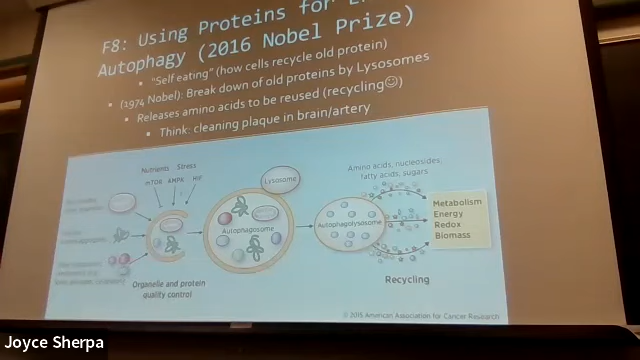 F8: Using Proteins for
Autophagy (2016 Nobel Prize)
▪ "Self eating" (how cells recycle old protein)
▪ (1974 Nobel): Break down of old proteins by Lysosomes
▪ Releases amino acids to be reused (recycling☺)
▪ Think: cleaning plaque in brain/artery
Nutrients Stress
mTOR AMPK HIF
Lysosome
Amino acids, nucleosides,
fatty acids, sugars
Autophagosome
Autophagolysosome
Metabolism
Energy
Redox
Biomass
Organelle and protein
quality control
Recycling
© 2015 American Association for Cancer Research
Joyce Sherpa